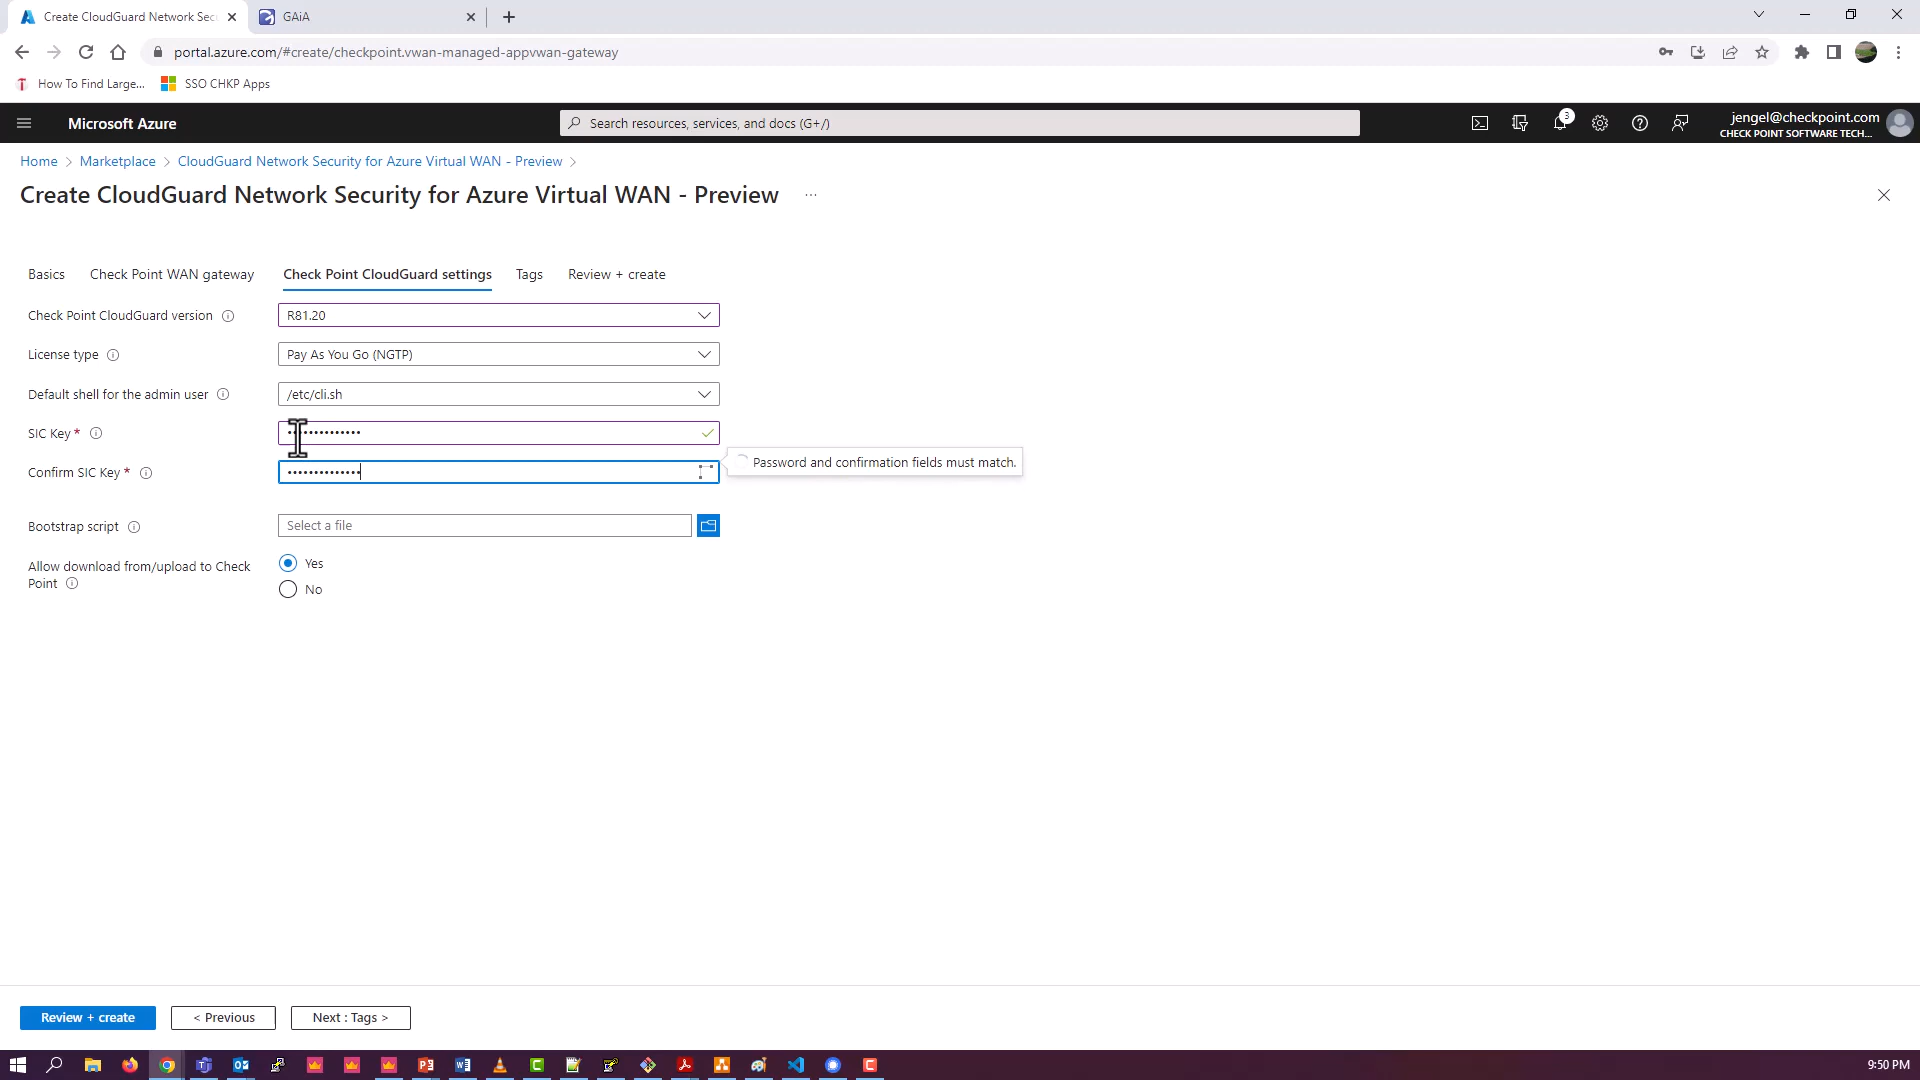 Create CloudGuard Network Sec
GAiA
portal.azure.com/#create/checkpoint.vwan-managed-appvwan-gateway
How To Find Large...
SSO CHKP Apps
Microsoft Azure
Search resources, services, and docs (G+/)
3
jengel@checkpoint.com
CHECK POINT SOFTWARE TECH...
Home > Marketplace > CloudGuard Network Security for Azure Virtual WAN - Preview >
Create CloudGuard Network Security for Azure Virtual WAN - Preview ...
Basics Check Point WAN gateway Check Point CloudGuard settings Tags Review + create
Check Point CloudGuard version
R81.20
License type
Pay As You Go (NGTP)
Default shell for the admin user
/etc/cli.sh
SIC Key *
Confirm SIC Key *
Password and confirmation fields must match.
Bootstrap script
Select a file
Allow download from/upload to Check
Point
Yes
No
Review + create
< Previous
Next : Tags >
9:50 PM